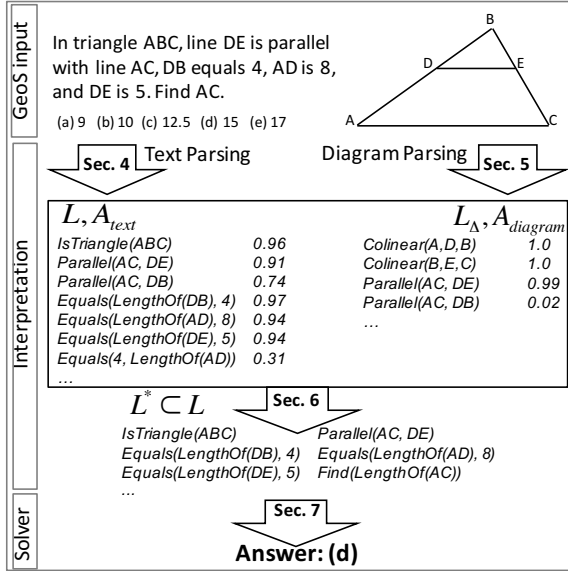 GeoS input
In triangle ABC, line DE is parallel
with line AC, DB equals 4, AD is 8,
and DE is 5. Find AC.
(a) 9 (b) 10 (c) 12.5 (d) 15 (e) 17
B
D
E
A
C
Interpretation
Sec. 4
Text Parsing
Diagram Parsing
Sec. 5
L, A_text
IsTriangle(ABC) 0.96
Parallel(AC, DE) 0.91
Parallel(AC, DB) 0.74
Equals(LengthOf(DB), 4) 0.97
Equals(LengthOf(AD), 8) 0.94
Equals(LengthOf(DE), 5) 0.94
Equals(4, LengthOf(AD)) 0.31
...
L_Δ, A_diagram
Colinear(A,D,B) 1.0
Colinear(B,E,C) 1.0
Parallel(AC, DE) 0.99
Parallel(AC, DB) 0.02
...
L* ⊂ L
Sec. 6
IsTriangle(ABC) Parallel(AC, DE)
Equals(LengthOf(DB), 4) Equals(LengthOf(AD), 8)
Equals(LengthOf(DE), 5) Find(LengthOf(AC))
...
Solver
Sec. 7
Answer: (d)